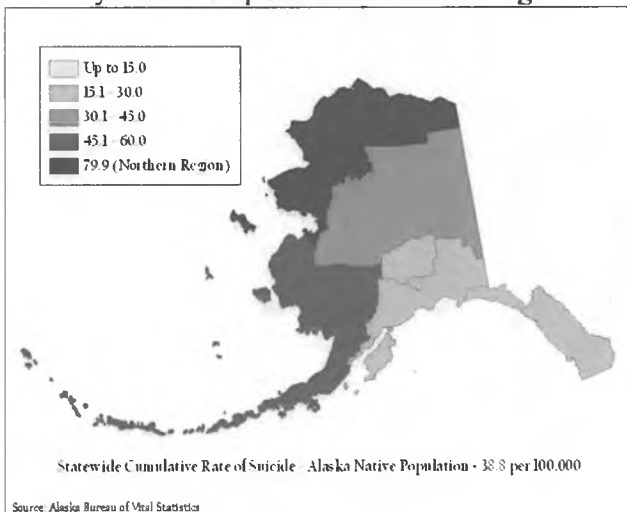 Up to 15.0
15.1 - 30.0
30.1 - 45.0
45.1 - 60.0
79.9 (Northern Region)
Statewide Cumulative Rate of Suicide - Alaska Native Population - 38.8 per 100,000
Source: Alaska Bureau of Vital Statistics